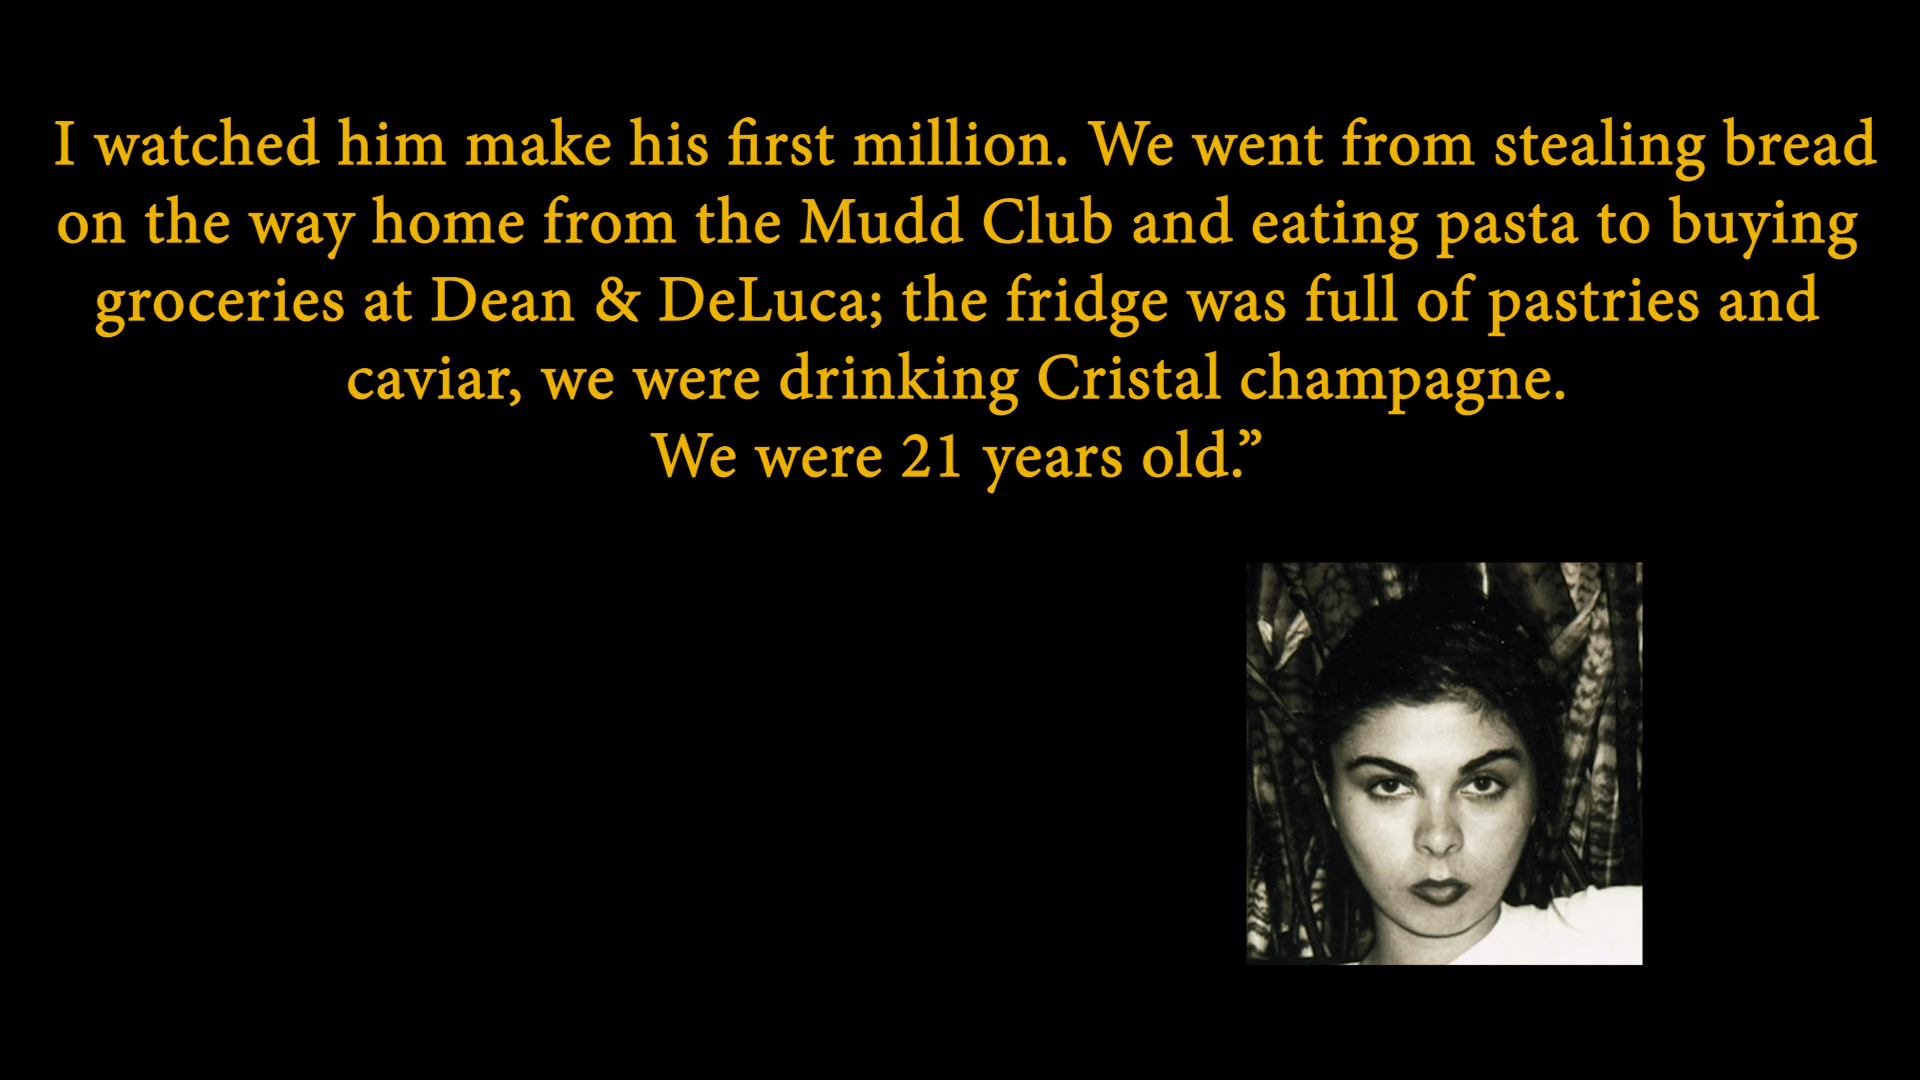 I watched him make his first million. We went from stealing bread
on the way home from the Mudd Club and eating pasta to buying
groceries at Dean & DeLuca; the fridge was full of pastries and
caviar, we were drinking Cristal champagne.
We were 21 years old.”